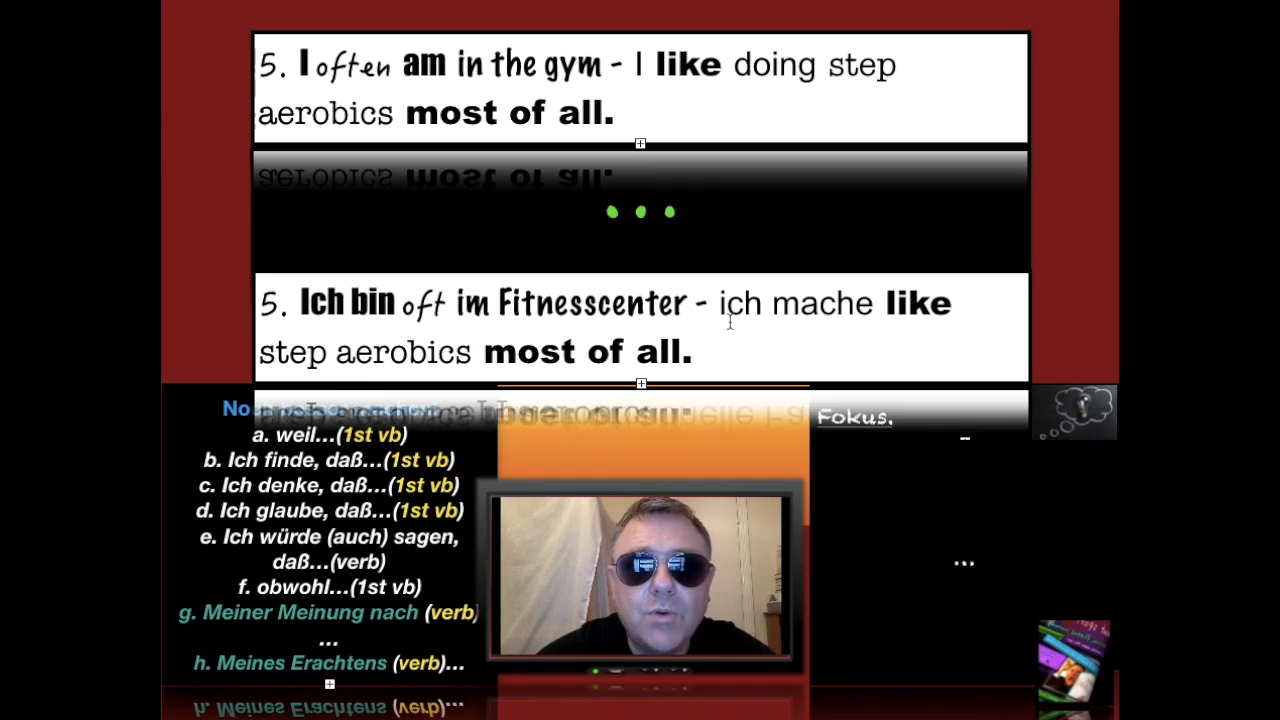 5. I often am in the gym - I like doing step
aerobics most of all.
...
5. Ich bin oft im Fitnesscenter - ich mache like
step aerobics most of all.
No
a. weil...(1st vb)
b. Ich finde, daß...(1st vb)
c. Ich denke, daß...(1st vb)
d. Ich glaube, daß...(1st vb)
e. Ich würde (auch) sagen,
daß...(verb)
f. obwohl...(1st vb)
g. Meiner Meinung nach (verb)
...
h. Meines Erachtens (verb)...
Fokus.
-
...